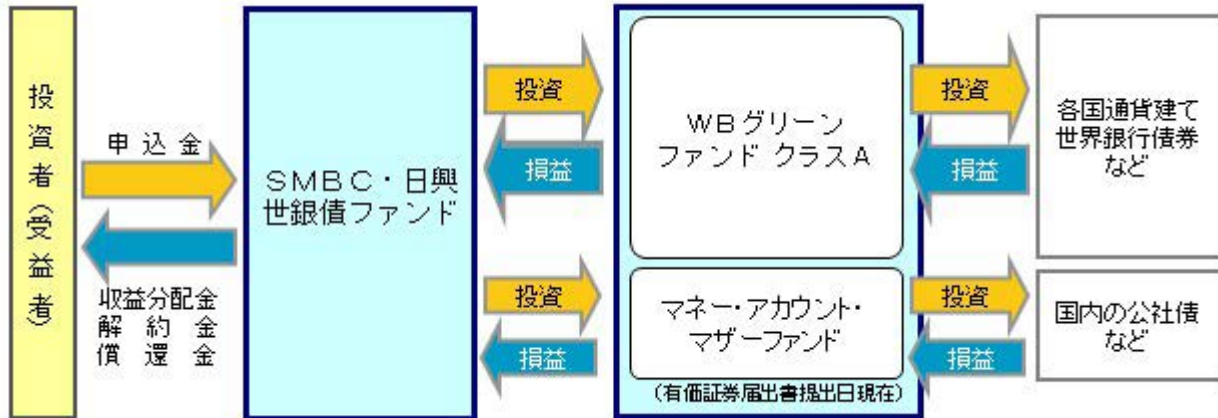 投資者（受益者）
申込金
収益分配金
解約金
償還金
ＳＭＢＣ・日興
世銀債ファンド
投資
損益
投資
損益
ＷＢグリーン
ファンド クラスＡ
マネー・アカウント・
マザーファンド
（有価証券届出書提出日現在）
投資
損益
投資
損益
各国通貨建て
世界銀行債券
など
国内の公社債
など